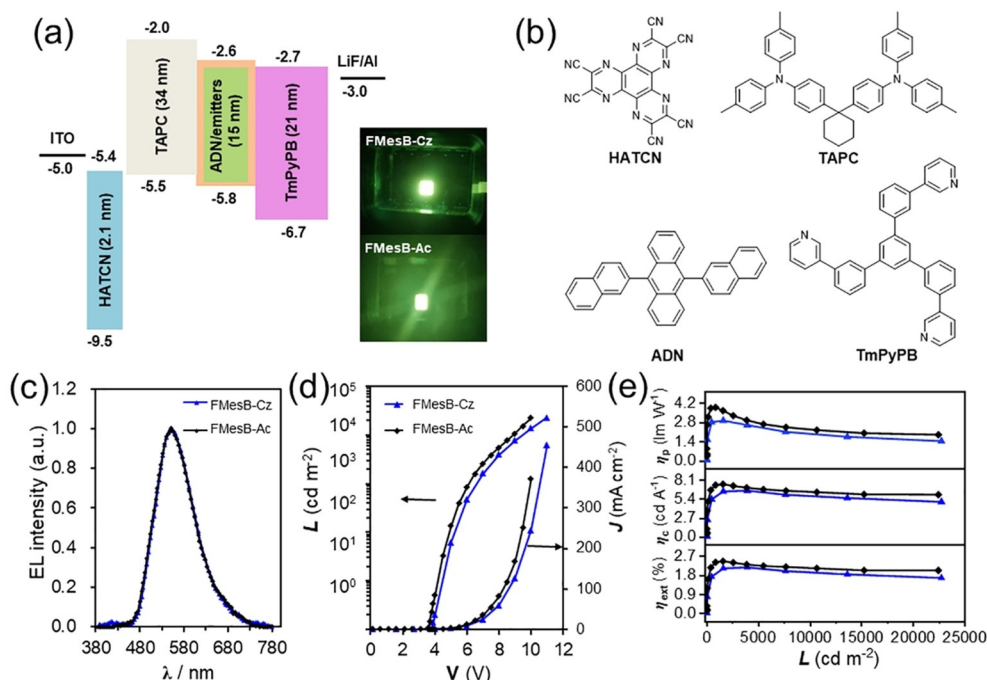 (a)
-2.0
-2.6
-2.7
LiF/Al
-3.0
ITO
-5.0
-5.4
HATCN (2.1 nm)
-9.5
TAPC (34 nm)
-5.5
ADN/emitters
(15 nm)
-5.8
TmPyPB (21 nm)
-6.7
FMesB-Cz
FMesB-Ac
(b)
CN
CN
NC
NC
CN
CN
N
N
N
N
N
N
HATCN
N
N
TAPC
ADN
N
N
N
TmPyPB
(c)
FMesB-Cz
FMesB-Ac
EL intensity (a.u.)
1.2
1.0
0.8
0.6
0.4
0.2
0.0
380 480 580 680 780
λ / nm
(d)
FMesB-Cz
FMesB-Ac
L (cd m⁻²)
10⁵
10⁴
10³
10²
10¹
10⁰
J (mA cm⁻²)
600
500
400
300
200
100
0
0 2 4 6 8 10 12
V (V)
(e)
ηp (lm W⁻¹)
4.2
2.8
1.4
0.0
ηc (cd A⁻¹)
8.1
5.4
2.7
0.0
ηext (%)
2.7
1.8
0.9
0.0
0 5000 10000 15000 20000 25000
L (cd m⁻²)